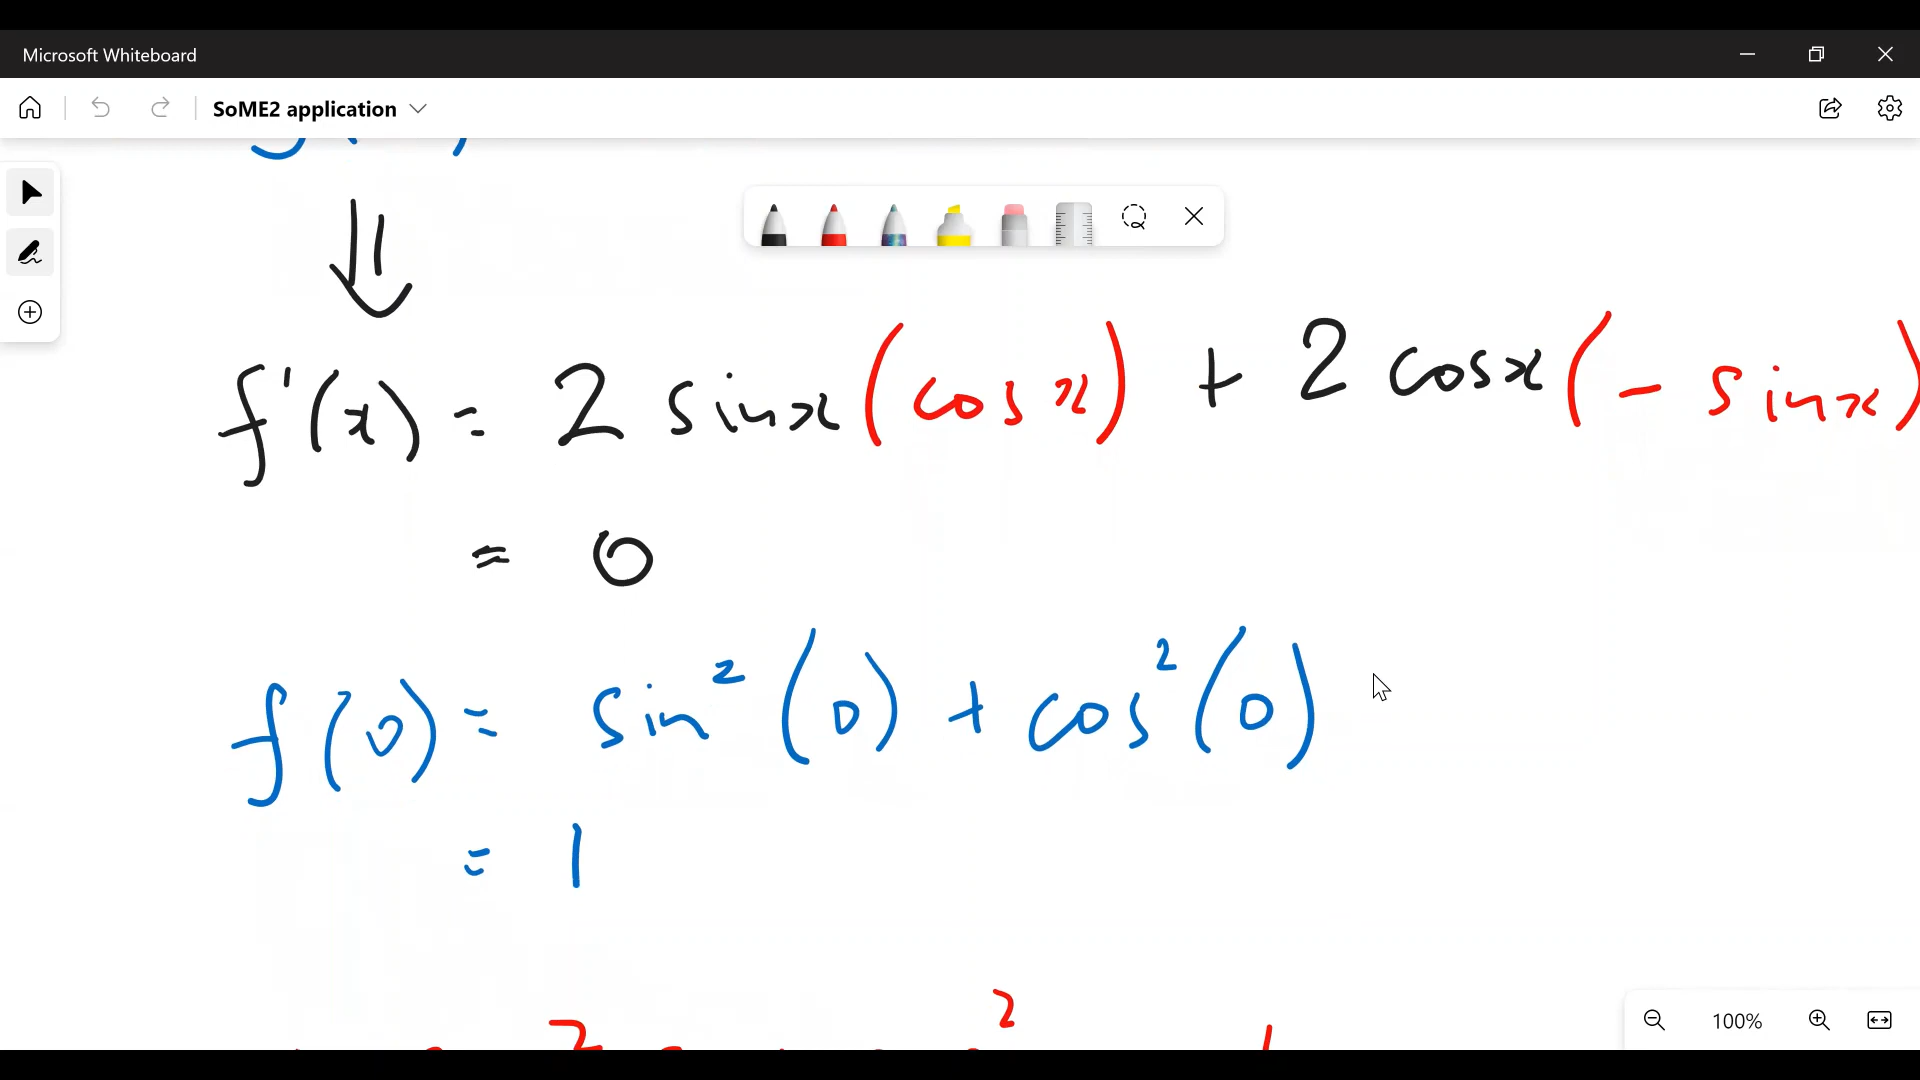 Microsoft Whiteboard
SoME2 application
f'(x) = 2 sinx (cos x) + 2 cosx (- sinx)
= 0
f(0) = sin² (0) + cos² (0)
= 1
100%